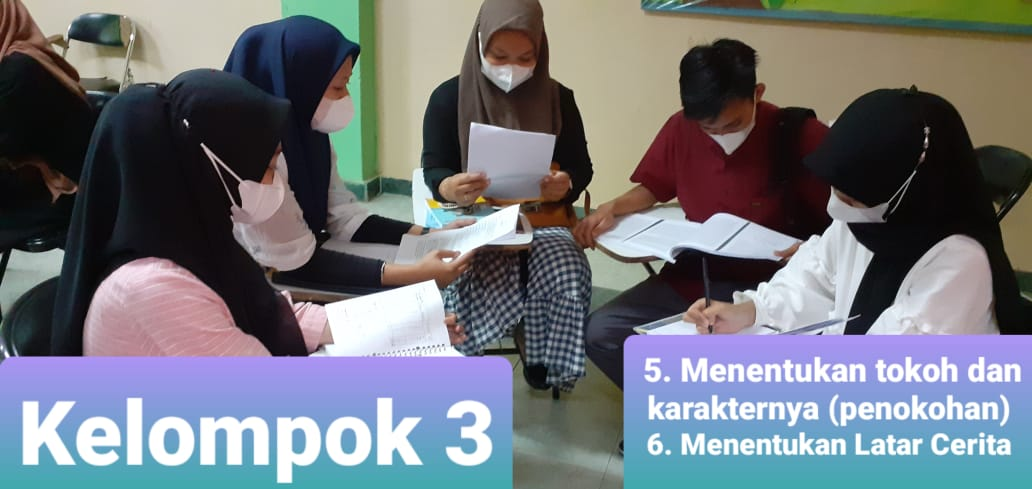 Kelompok 3
5. Menentukan tokoh dan
karakternya (penokohan)
6. Menentukan Latar Cerita